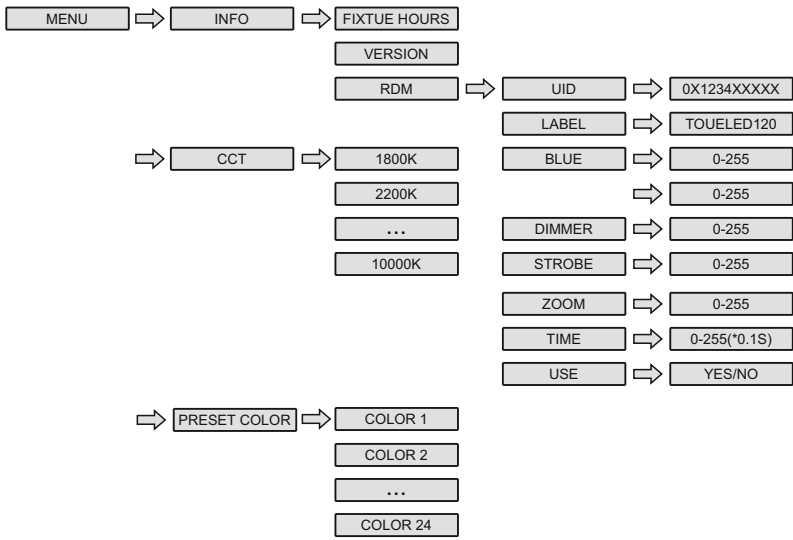 MENU INFO FIXTUE HOURS
VERSION
RDM UID 0X1234XXXXX
LABEL TOUELED120
CCT 1800K BLUE 0-255
2200K 0-255
... DIMMER 0-255
10000K STROBE 0-255
ZOOM 0-255
TIME 0-255(*0.1S)
USE YES/NO
PRESET COLOR COLOR 1
COLOR 2
...
COLOR 24